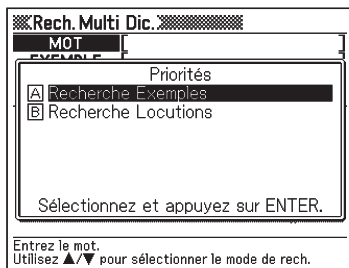 Rech. Multi Dic.
MOT
EXEMPLE
Priorités
A Recherche Exemples
B Recherche Locutions
Sélectionnez et appuyez sur ENTER.
Entrez le mot.
Utilisez ▲/▼ pour sélectionner le mode de rech.